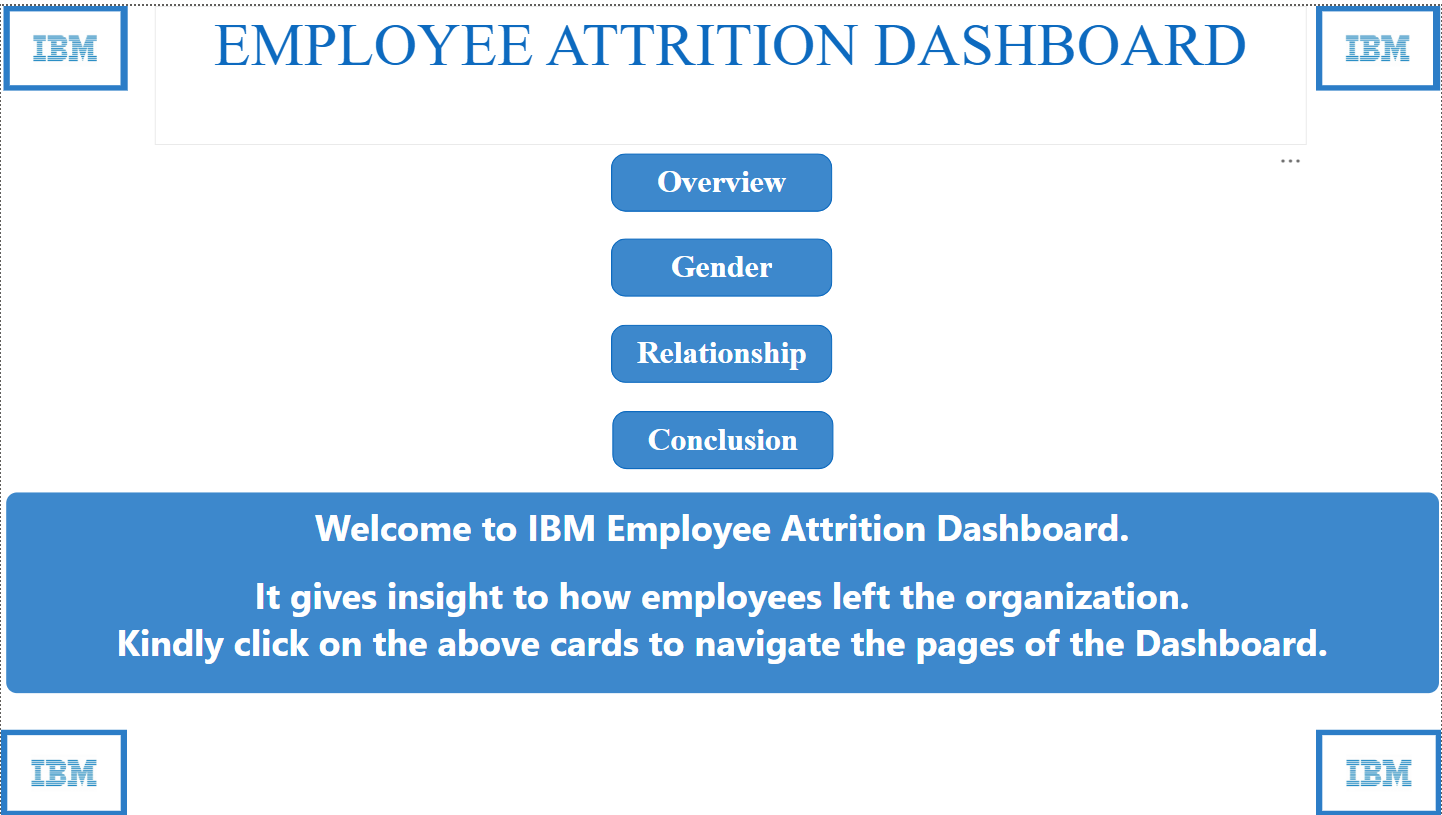 IBM
EMPLOYEE ATTRITION DASHBOARD
IBM
Overview
Gender
Relationship
Conclusion
Welcome to IBM Employee Attrition Dashboard.
It gives insight to how employees left the organization.
Kindly click on the above cards to navigate the pages of the Dashboard.
IBM
IBM